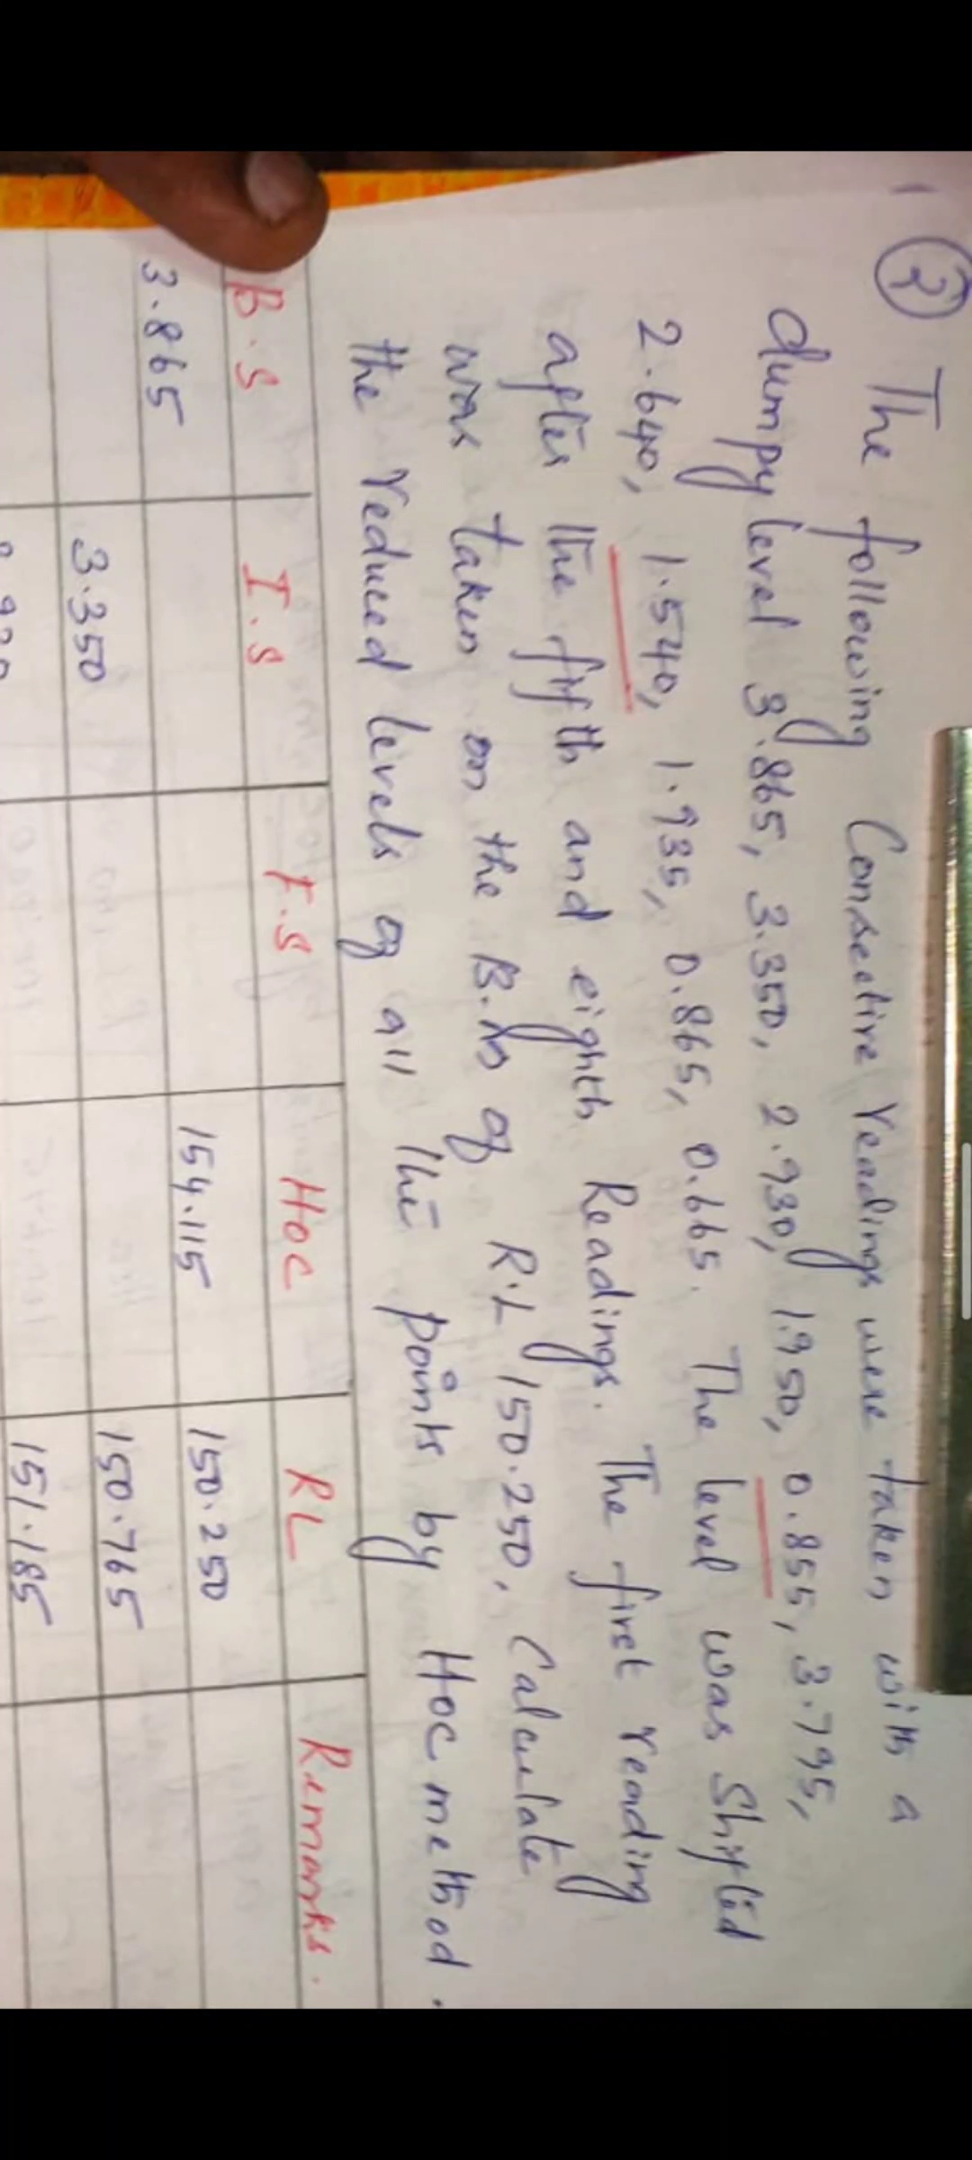 2 The following Consective readings were taken with a
dumpy level 3.865, 3.350, 2.930, 1.950, 0.855, 3.795,
2.640, 1.540, 1.935, 0.865, 0.665. The level was Shifted
after the fifth and eighth Readings. The first reading
was taken on the B.M of R.L 150.250, Calculate
the reduced levels of all the points by Hoc method.
B.S I.S F.S HOC RL Remarks.
3.865 154.115 150.250
3.350 150.765
151.185